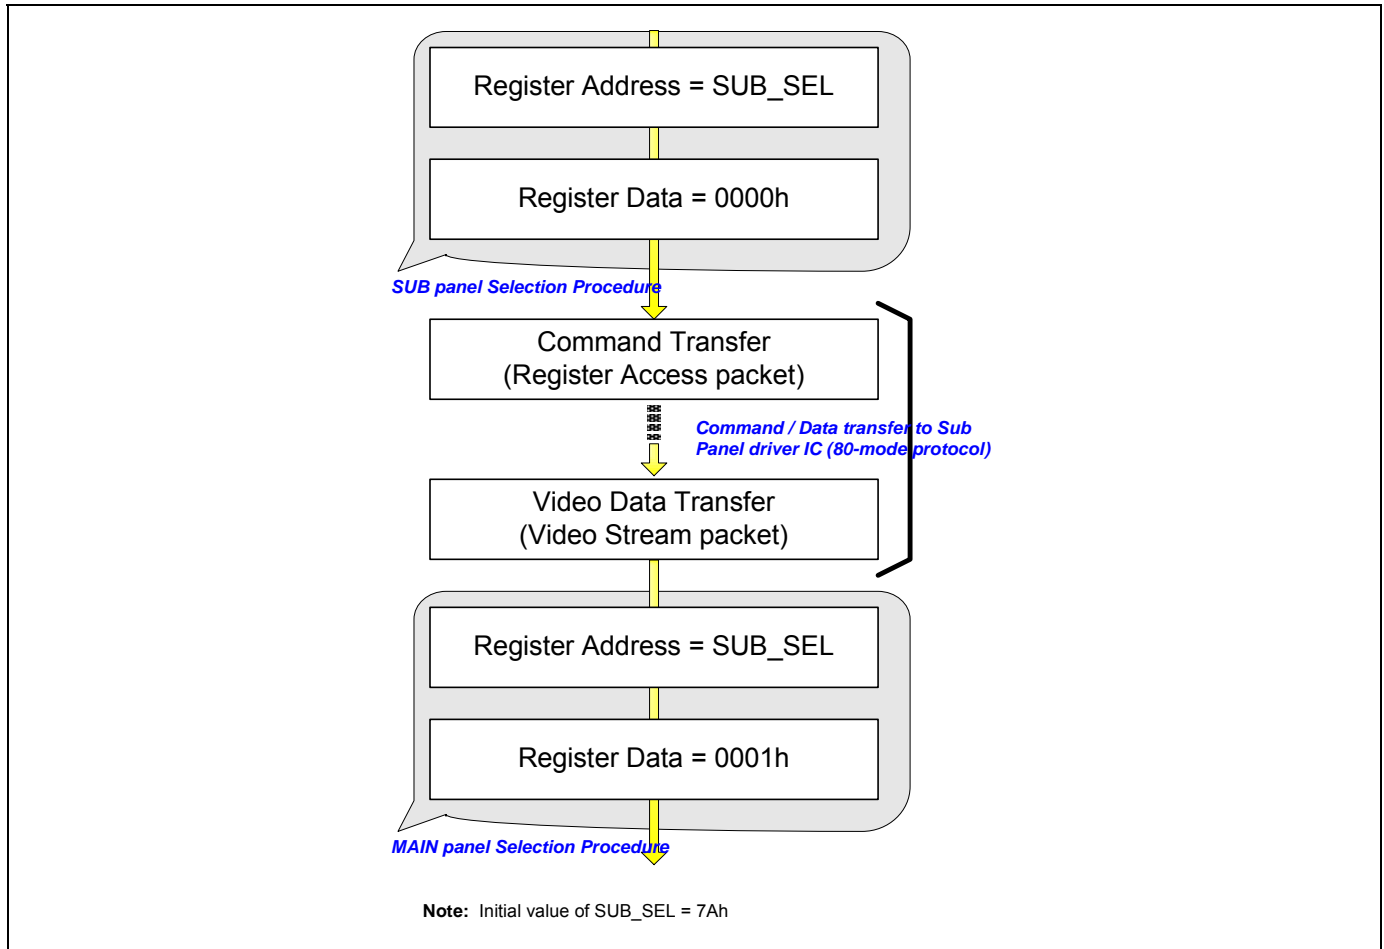 Register Address = SUB_SEL
Register Data = 0000h
SUB panel Selection Procedure
Command Transfer
(Register Access packet)
Command / Data transfer to Sub
Panel driver IC (80-mode protocol)
Video Data Transfer
(Video Stream packet)
Register Address = SUB_SEL
Register Data = 0001h
MAIN panel Selection Procedure
Note: Initial value of SUB_SEL = 7Ah